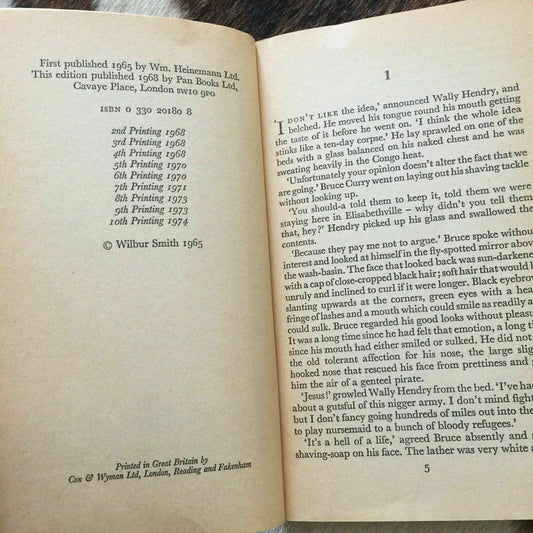 First published 1965 by Wm. Heinemann Ltd.
This edition published 1968 by Pan Books Ltd,
Cavaye Place, London SW10 9PG
ISBN 0 330 20180 8
2nd Printing 1968
3rd Printing 1968
4th Printing 1968
5th Printing 1970
6th Printing 1970
7th Printing 1971
8th Printing 1973
9th Printing 1973
10th Printing 1974
© Wilbur Smith 1965
Printed in Great Britain by
Cox & Wyman Ltd, London, Reading and Fakenham
1
'I DON'T LIKE the idea,' announced Wally Hendry, and
belched. He moved his tongue round his mouth getting
the taste of it before he went on. 'I think the whole idea
stinks like a ten-day corpse.' He lay sprawled on one of the
beds with a glass balanced on his naked chest and he was
sweating heavily in the Congo heat.
'Unfortunately your opinion doesn't alter the fact that we
are going.' Bruce Curry went on laying out his shaving tackle
without looking up.
'You should-a told them to keep it, told them we were
staying here in Elisabethville – why didn't you tell them
that, hey?' Hendry picked up his glass and swallowed the
contents.
'Because they pay me not to argue.' Bruce spoke without
interest and looked at himself in the fly-spotted mirror above
the wash-basin. The face that looked back was sun-darkene
with a cap of close-cropped black hair; soft hair that would b
unruly and inclined to curl if it were longer. Black eyebrow
slanting upwards at the corners, green eyes with a hea
fringe of lashes and a mouth which could smile as readily a
could sulk. Bruce regarded his good looks without pleasu
It was a long time since he had felt that emotion, a long tim
since his mouth had either smiled or sulked. He did not
the old tolerant affection for his nose, the large slig
hooked nose that rescued his face from prettiness and g
him the air of a genteel pirate.
'Jesus!' growled Wally Hendry from the bed. 'I've ha
about a gutsful of this nigger army. I don't mind fight
but I don't fancy going hundreds of miles out into the
to play nursemaid to a bunch of bloody refugees.'
'It's a hell of a life,' agreed Bruce absently and s
shaving-soap on his face. The lather was very white a
5